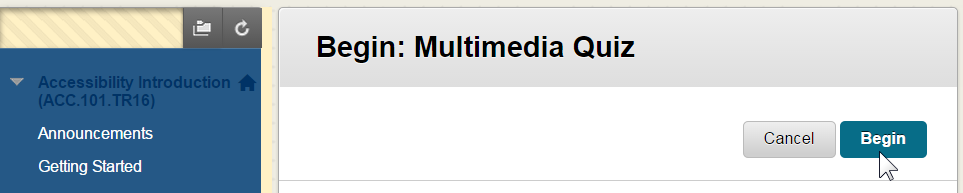 Begin: Multimedia Quiz
Accessibility Introduction
(ACC.101.TR16)
Announcements
Getting Started
Cancel
Begin